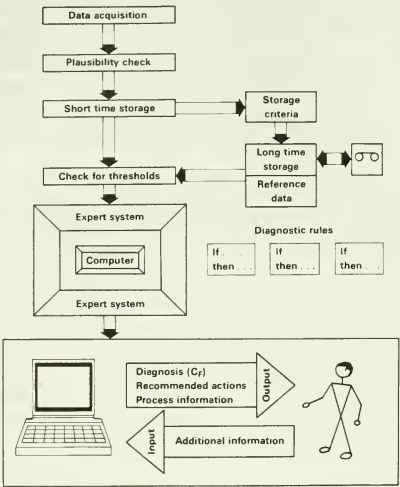 Data acquisition
Plausibility check
Short time storage
Storage
criteria
Long time
storage
Check for thresholds
Reference
data
Expert system
Computer
Expert system
Diagnostic rules
If . .
then . . .
If
then . . .
If
then . . .
Diagnosis (CF)
Recommended actions
Process information
Output
Input
Additional information